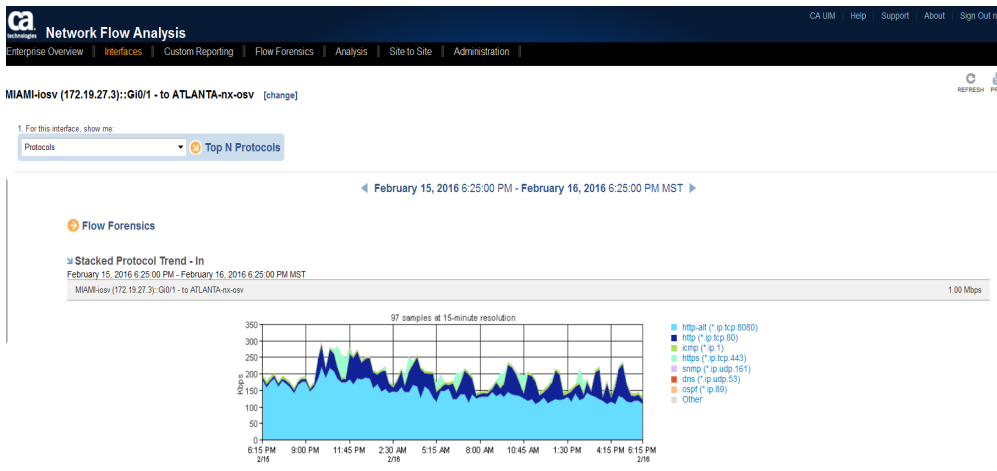 ca
technologies
Network Flow Analysis
CA UIM Help Support About Sign Out
Enterprise Overview Interfaces Custom Reporting Flow Forensics Analysis Site to Site Administration
REFRESH
MIAMI-iosv (172.19.27.3)::Gi0/1 - to ATLANTA-nx-osv [change]
1. For this interface, show me:
Protocols Top N Protocols
February 15, 2016 6:25:00 PM - February 16, 2016 6:25:00 PM MST
Flow Forensics
Stacked Protocol Trend - In
February 15, 2016 6:25:00 PM - February 16, 2016 6:25:00 PM MST
MIAMI-iosv (172.19.27.3)::Gi0/1 - to ATLANTA-nx-osv 1.00 Mbps
97 samples at 15-minute resolution
350
300
250
200
150
100
50
0
Kbps
6:15 PM 9:00 PM 11:45 PM 2:30 AM 5:15 AM 8:00 AM 10:45 AM 1:30 PM 4:15 PM 6:15 PM
2/15 2/16 2/16
http-alt (*.ip.tcp.8080)
http (*.ip.tcp.80)
icmp (*.ip.1)
https (*.ip.tcp.443)
snmp (*.ip.udp.161)
dns (*.ip.udp.53)
ospf (*.ip.89)
Other